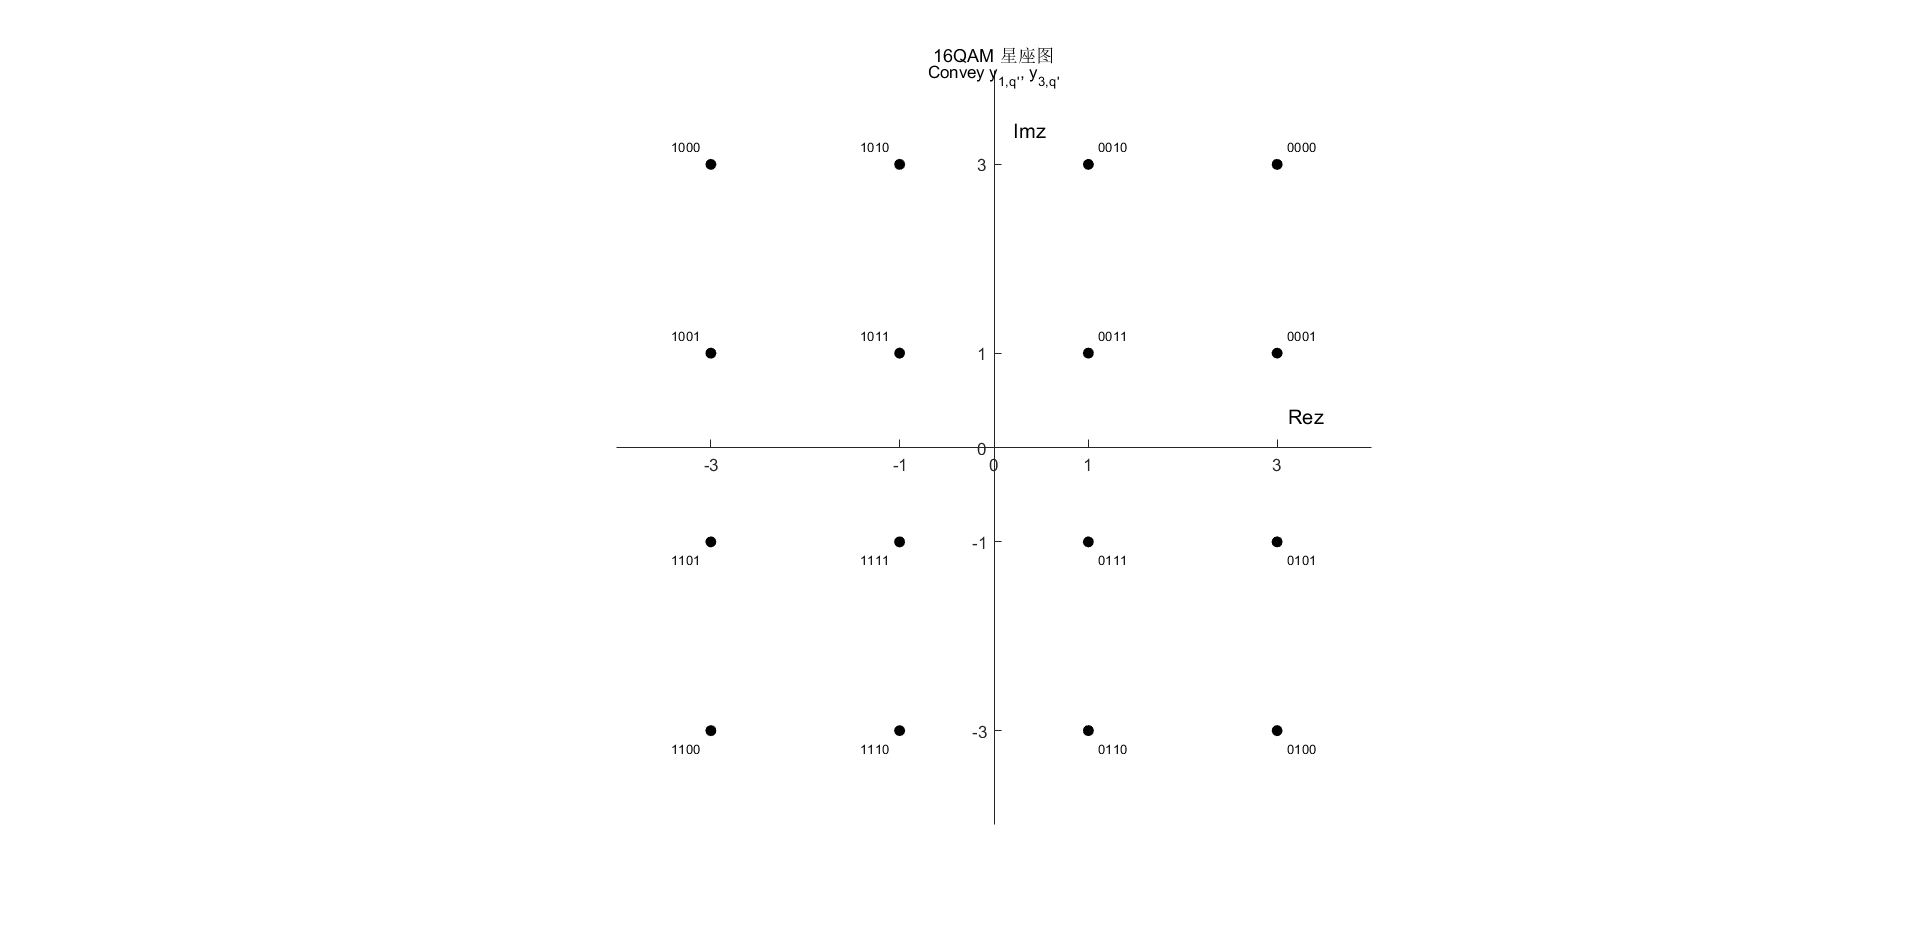 16QAM 星座图
Convey y1,q', y3,q'
Imz
1000 1010 0010 0000
3
1001 1011 0011 0001
1
Rez
0
-3 -1 0 1 3
-1
1101 1111 0111 0101
-3
1100 1110 0110 0100